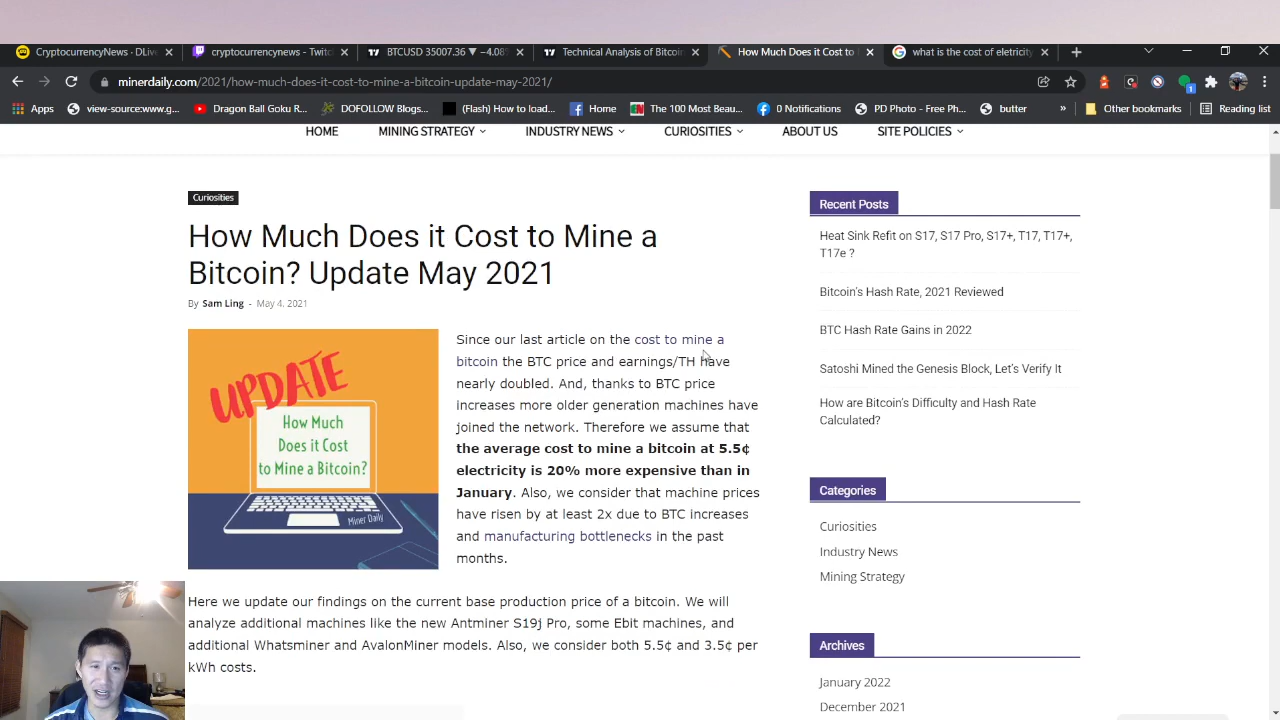 CryptocurrencyNews - DLive
cryptocurrencynews - Twitch
BTCUSD 35007.36 ▼ −4.08%
Technical Analysis of Bitcoin
How Much Does it Cost to
what is the cost of eletricity
minerdaily.com/2021/how-much-does-it-cost-to-mine-a-bitcoin-update-may-2021/
Apps
view-source:www.g...
Dragon Ball Goku R...
DOFOLLOW Blogs...
(Flash) How to load...
Home
The 100 Most Beau...
0 Notifications
PD Photo - Free Ph...
butter
»
Other bookmarks
Reading list
HOME
MINING STRATEGY
INDUSTRY NEWS
CURIOSITIES
ABOUT US
SITE POLICIES
Curiosities
How Much Does it Cost to Mine a
Bitcoin? Update May 2021
By Sam Ling - May 4, 2021
UPDATE
How Much
Does it Cost
to Mine a Bitcoin?
Miner Daily
Since our last article on the cost to mine a
bitcoin the BTC price and earnings/TH have
nearly doubled. And, thanks to BTC price
increases more older generation machines have
joined the network. Therefore we assume that
the average cost to mine a bitcoin at 5.5¢
electricity is 20% more expensive than in
January. Also, we consider that machine prices
have risen by at least 2x due to BTC increases
and manufacturing bottlenecks in the past
months.
Here we update our findings on the current base production price of a bitcoin. We will
analyze additional machines like the new Antminer S19j Pro, some Ebit machines, and
additional Whatsminer and AvalonMiner models. Also, we consider both 5.5¢ and 3.5¢ per
kWh costs.
Recent Posts
Heat Sink Refit on S17, S17 Pro, S17+, T17, T17+,
T17e ?
Bitcoin's Hash Rate, 2021 Reviewed
BTC Hash Rate Gains in 2022
Satoshi Mined the Genesis Block, Let's Verify It
How are Bitcoin's Difficulty and Hash Rate
Calculated?
Categories
Curiosities
Industry News
Mining Strategy
Archives
January 2022
December 2021